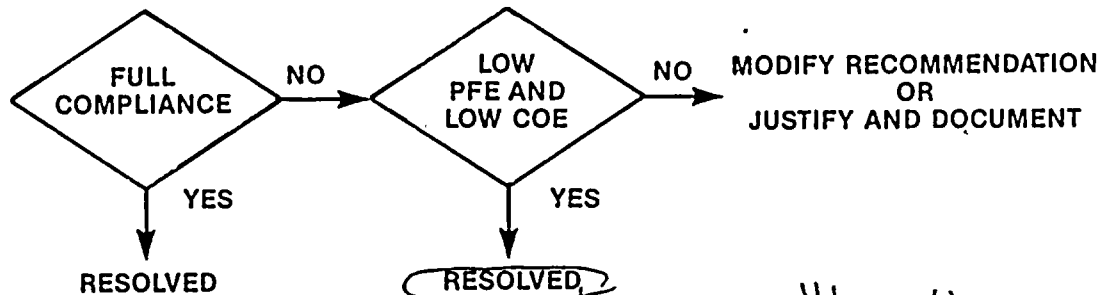 FULL
COMPLIANCE
NO
LOW
PFE AND
LOW COE
NO
MODIFY RECOMMENDATION
OR
JUSTIFY AND DOCUMENT
YES
YES
RESOLVED
RESOLVED